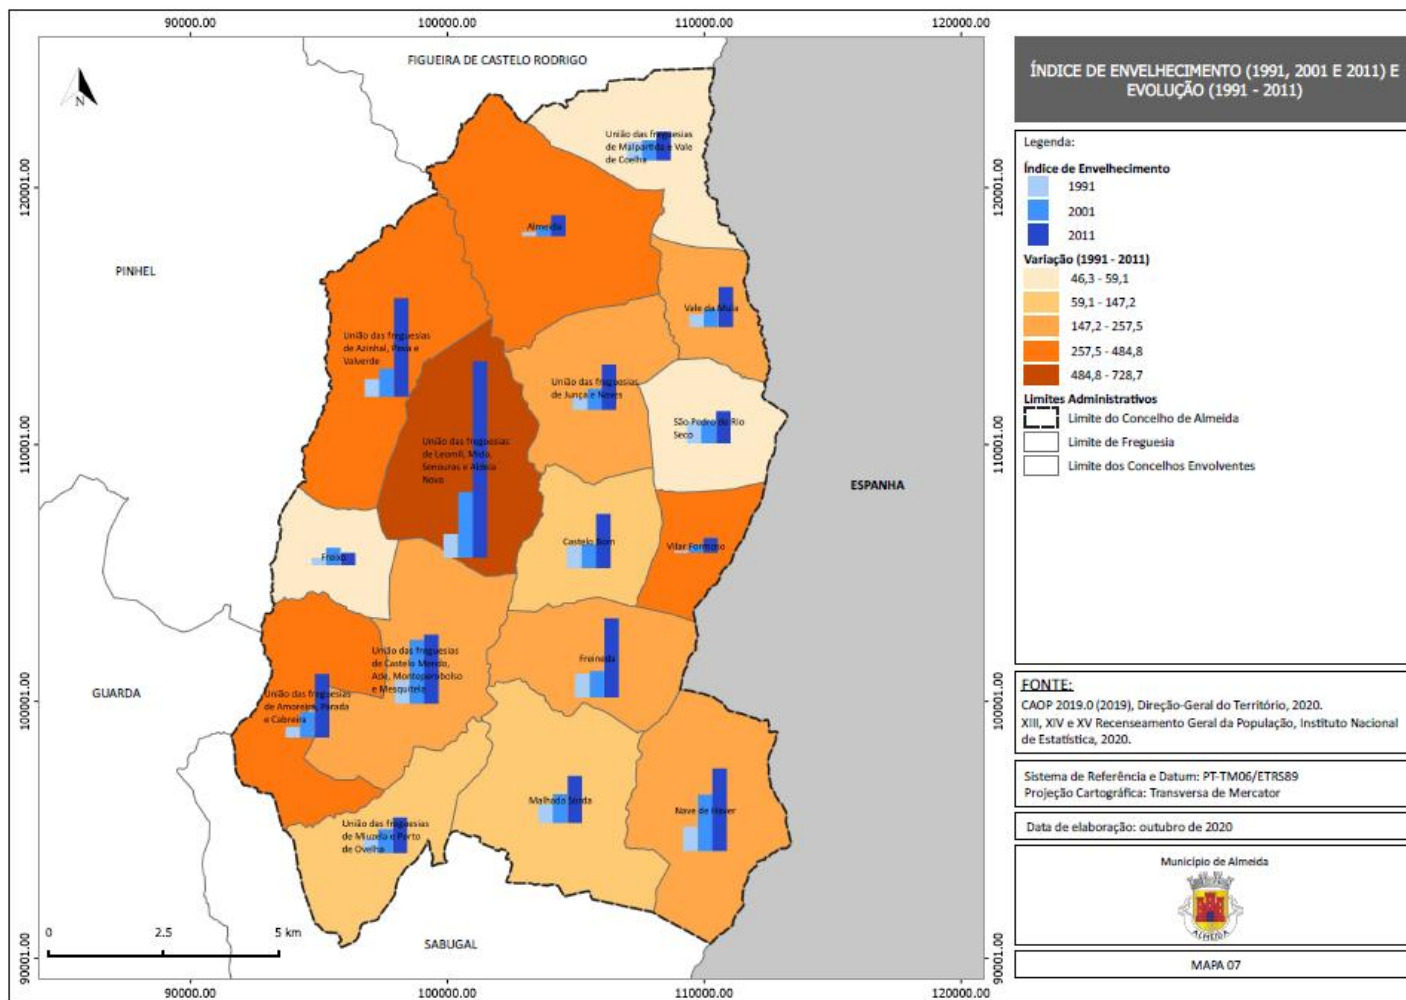 90000.00
100000.00
110000.00
120000.00
120001.00
110001.00
100001.00
90001.00
120001.00
110001.00
100001.00
90001.00
N
FIGUEIRA DE CASTELO RODRIGO
PINHEL
GUARDA
SABUGAL
ESPANHA
União das freguesias
de Malpartida e Vale
de Coelha
Almeida
Vale da Mula
União das freguesias
de Azinhal, Peva e
Valverde
União das freguesias
de Junça e Naves
São Pedro de Rio
Seco
União das freguesias
de Leomil, Mido,
Senouras e Aldeia
Nova
Castelo Bom
Vilar Formoso
Freixo
União das freguesias
de Castelo Mendo,
Ade, Monteperobolso
e Mesquitela
Freineda
União das freguesias
de Amoreira, Parada
e Cabreira
Malhada Sorda
Nave de Haver
União das freguesias
de Miuzela e Porto
de Ovelha
0 2.5 5 km
90000.00
100000.00
110000.00
120000.00
ÍNDICE DE ENVELHECIMENTO (1991, 2001 E 2011) E
EVOLUÇÃO (1991 - 2011)
Legenda:
Índice de Envelhecimento
1991
2001
2011
Variação (1991 - 2011)
46,3 - 59,1
59,1 - 147,2
147,2 - 257,5
257,5 - 484,8
484,8 - 728,7
Limites Administrativos
Limite do Concelho de Almeida
Limite de Freguesia
Limite dos Concelhos Envolventes
FONTE:
CAOP 2019.0 (2019), Direção-Geral do Território, 2020.
XIII, XIV e XV Recenseamento Geral da População, Instituto Nacional
de Estatística, 2020.
Sistema de Referência e Datum: PT-TM06/ETRS89
Projeção Cartográfica: Transversa de Mercator
Data de elaboração: outubro de 2020
Município de Almeida
ALMEIDA
MAPA 07